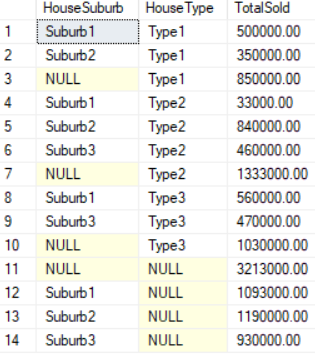 HouseSuburb HouseType TotalSold
1 Suburb1 Type1 500000.00
2 Suburb2 Type1 350000.00
3 NULL Type1 850000.00
4 Suburb1 Type2 33000.00
5 Suburb2 Type2 840000.00
6 Suburb3 Type2 460000.00
7 NULL Type2 1333000.00
8 Suburb1 Type3 560000.00
9 Suburb3 Type3 470000.00
10 NULL Type3 1030000.00
11 NULL NULL 3213000.00
12 Suburb1 NULL 1093000.00
13 Suburb2 NULL 1190000.00
14 Suburb3 NULL 930000.00